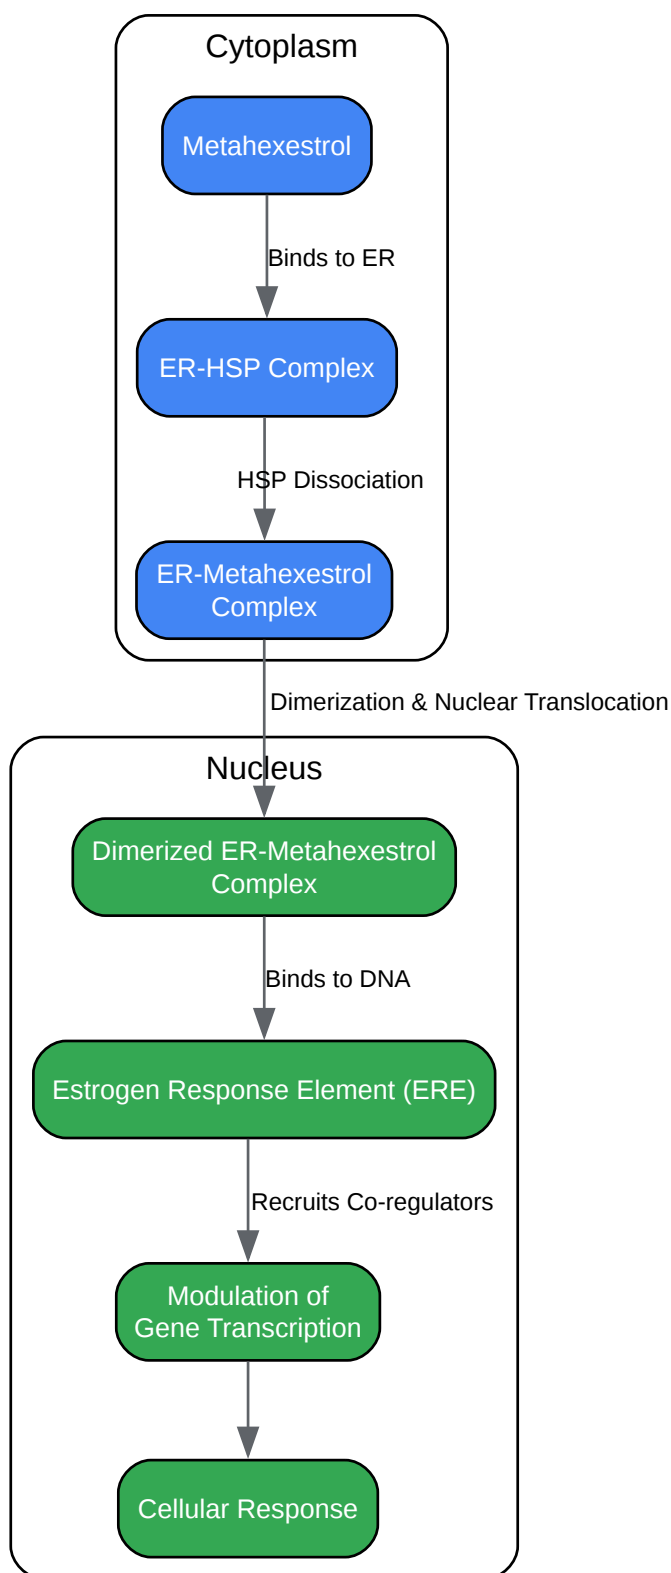 Cytoplasm
Metahexestrol
Binds to ER
ER-HSP Complex
HSP Dissociation
ER-Metahexestrol
Complex
Dimerization & Nuclear Translocation
Nucleus
Dimerized ER-Metahexestrol
Complex
Binds to DNA
Estrogen Response Element (ERE)
Recruits Co-regulators
Modulation of
Gene Transcription
Cellular Response